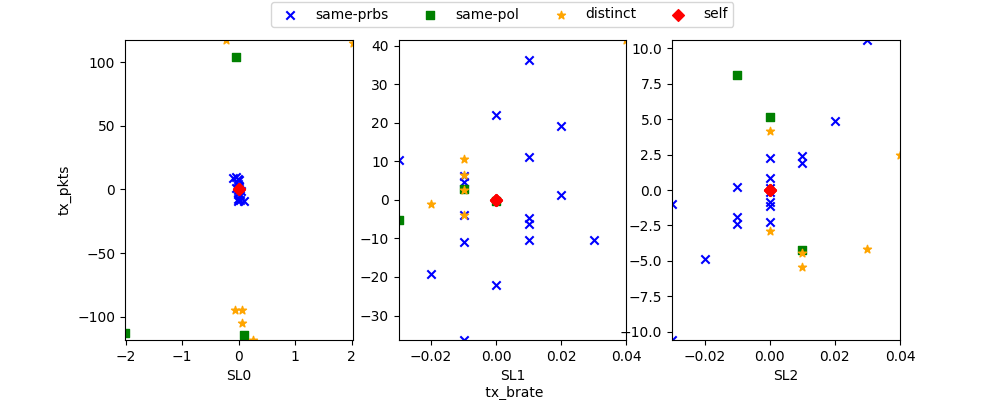 same-prbs same-pol distinct self
100 50 0 −50 −100
tx_pkts
−2 −1 0 1 2
SL0
40 30 20 10 0 −10 −20 −30
−0.02 0.00 0.02 0.04
SL1
tx_brate
10.0 7.5 5.0 2.5 0.0 −2.5 −5.0 −7.5 −10.0
−0.02 0.00 0.02 0.04
SL2